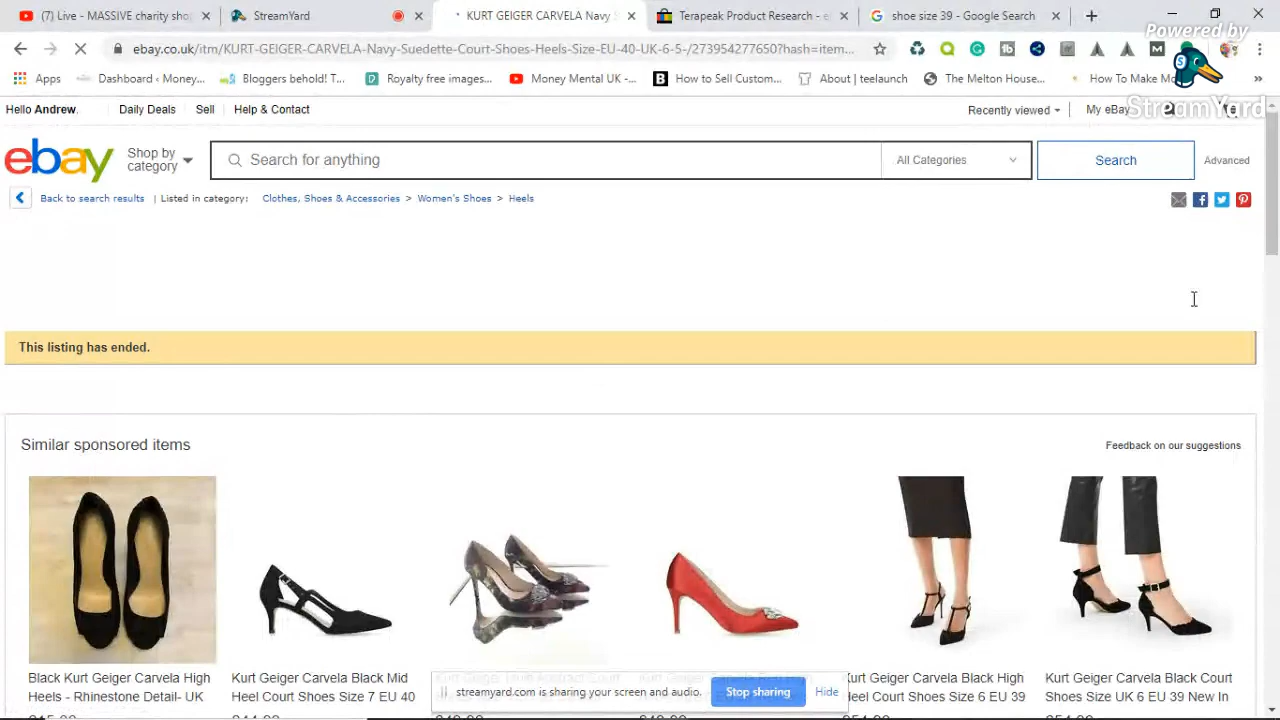 (7) Live - MASSIVE charity sho
StreamYard
KURT GEIGER CARVELA Navy S
Terapeak Product Research - e
shoe size 39 - Google Search
ebay.co.uk/itm/KURT-GEIGER-CARVELA-Navy-Suedette-Court-Shoes-Heels-Size-EU-40-UK-6-5-/273954277650?hash=item...
Powered by
StreamYard
Apps
Dashboard ‹ Money...
Bloggers behold! T...
Royalty free images...
Money Mental UK -...
How to Sell Custom...
About | teelaunch
The Melton House...
How To Make Mo
Hello Andrew.
Daily Deals
Sell
Help & Contact
Recently viewed
My eBay
ebay
Shop by category
Search for anything
All Categories
Search
Advanced
Back to search results
| Listed in category:
Clothes, Shoes & Accessories > Women's Shoes > Heels
This listing has ended.
Similar sponsored items
Feedback on our suggestions
Black Kurt Geiger Carvela High
Heels - Rhinestone Detail- UK
Kurt Geiger Carvela Black Mid
Heel Court Shoes Size 7 EU 40
Kurt Geiger Carvela Black High
Heel Court Shoes Size 6 EU 39
Kurt Geiger Carvela Black Court
Shoes Size UK 6 EU 39 New In
streamyard.com is sharing your screen and audio.
Stop sharing
Hide